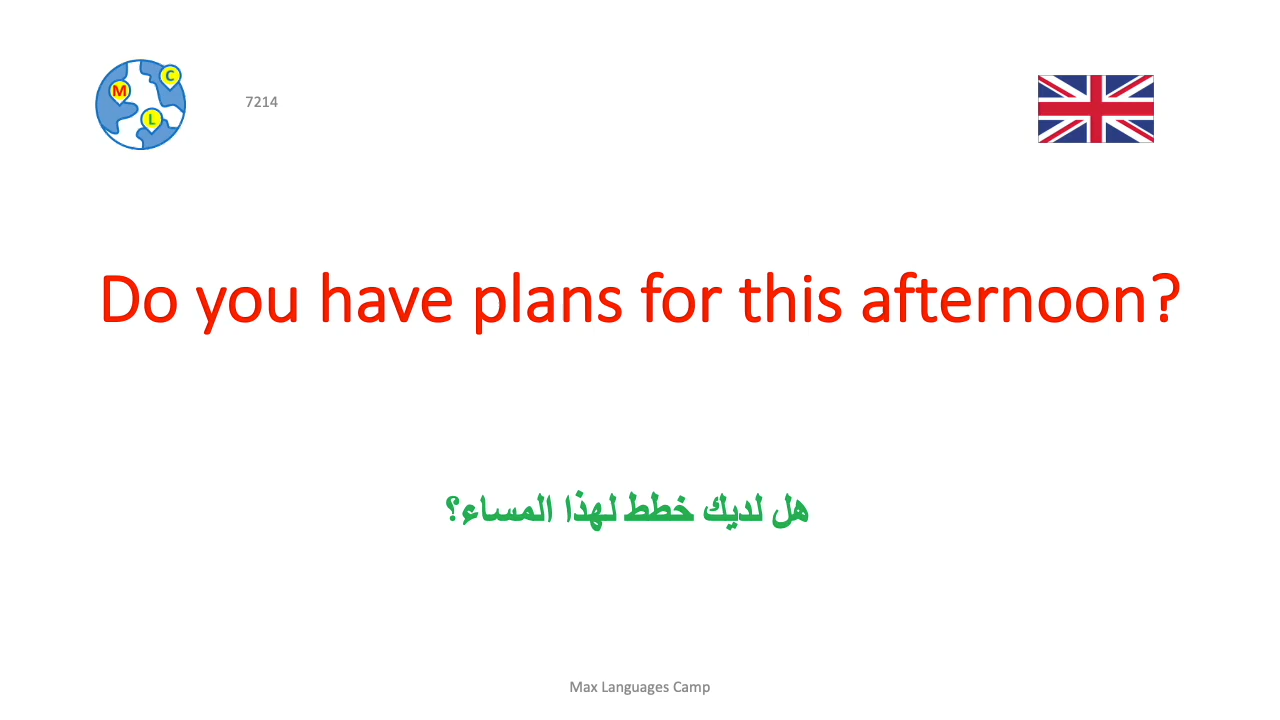 C
M
L
7214
Do you have plans for this afternoon?
هل لديك خطط لهذا المساء؟
Max Languages Camp